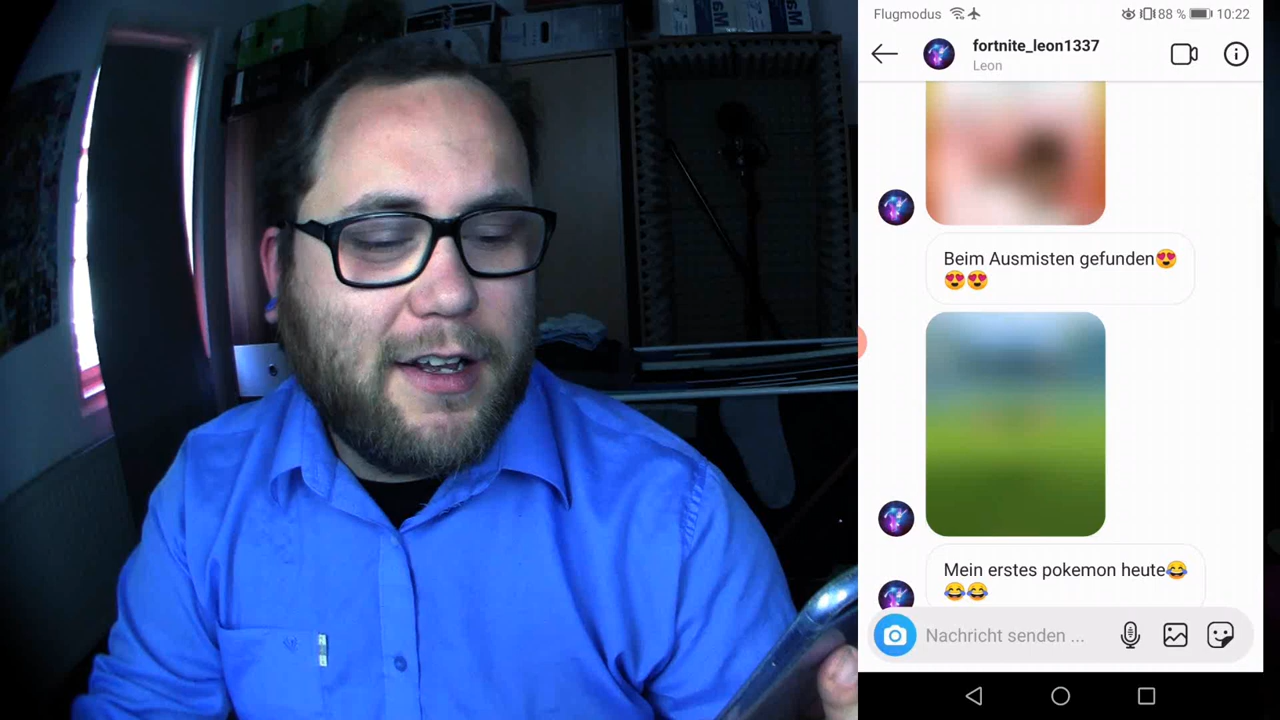 Flugmodus 88 % 10:22
fortnite_leon1337
Leon
Beim Ausmisten gefunden😍
😍😍
Mein erstes pokemon heute😂
😂😂
Nachricht senden ...